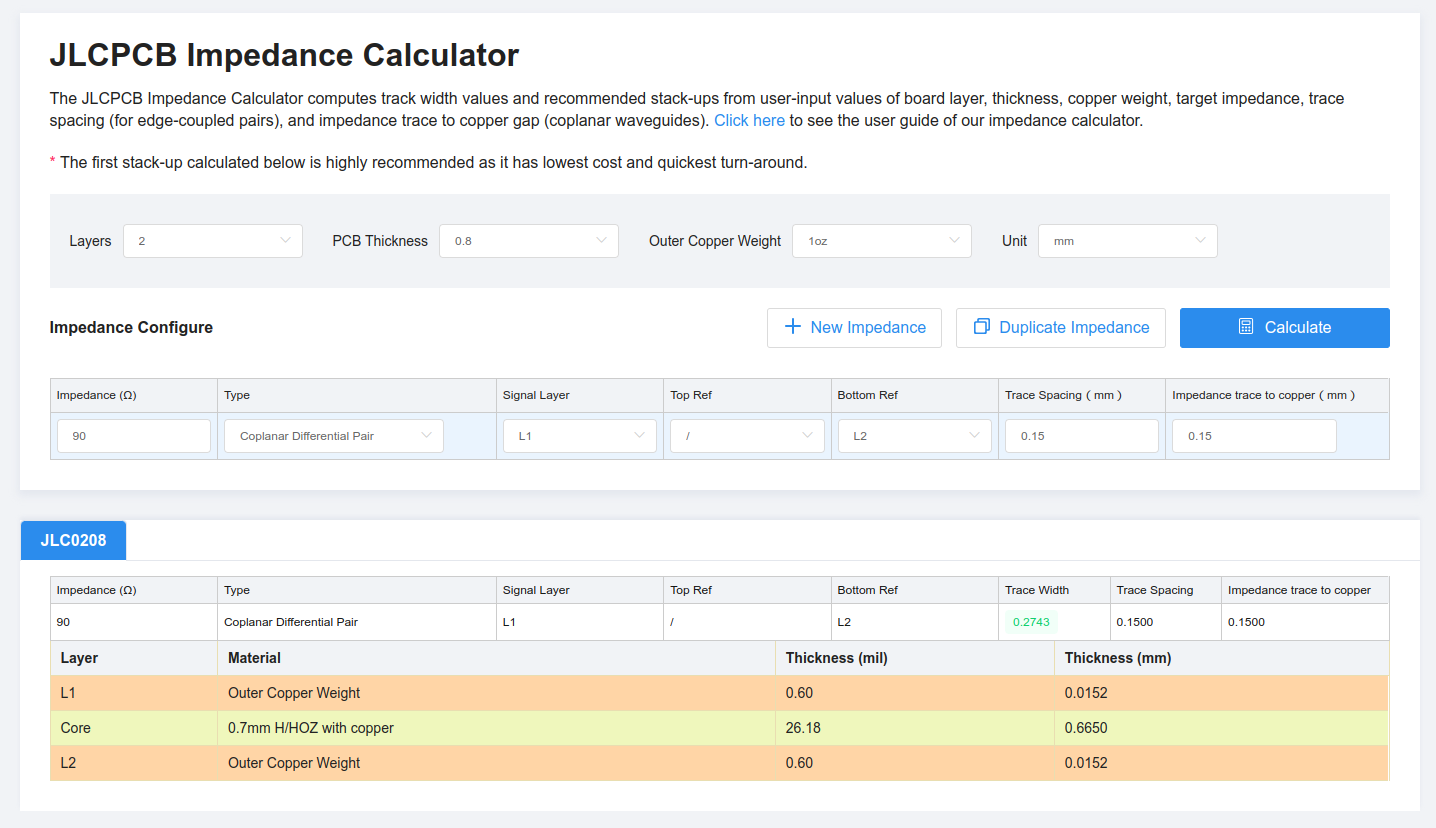 JLCPCB Impedance Calculator
The JLCPCB Impedance Calculator computes track width values and recommended stack-ups from user-input values of board layer, thickness, copper weight, target impedance, trace
spacing (for edge-coupled pairs), and impedance trace to copper gap (coplanar waveguides). Click here to see the user guide of our impedance calculator.
* The first stack-up calculated below is highly recommended as it has lowest cost and quickest turn-around.
Layers 2 PCB Thickness 0.8 Outer Copper Weight 1oz Unit mm
Impedance Configure New Impedance Duplicate Impedance Calculate
Impedance (Ω) Type Signal Layer Top Ref Bottom Ref Trace Spacing ( mm ) Impedance trace to copper ( mm )
90 Coplanar Differential Pair L1 / L2 0.15 0.15
JLC0208
Impedance (Ω) Type Signal Layer Top Ref Bottom Ref Trace Width Trace Spacing Impedance trace to copper
90 Coplanar Differential Pair L1 / L2 0.2743 0.1500 0.1500
Layer Material Thickness (mil) Thickness (mm)
L1 Outer Copper Weight 0.60 0.0152
Core 0.7mm H/HOZ with copper 26.18 0.6650
L2 Outer Copper Weight 0.60 0.0152